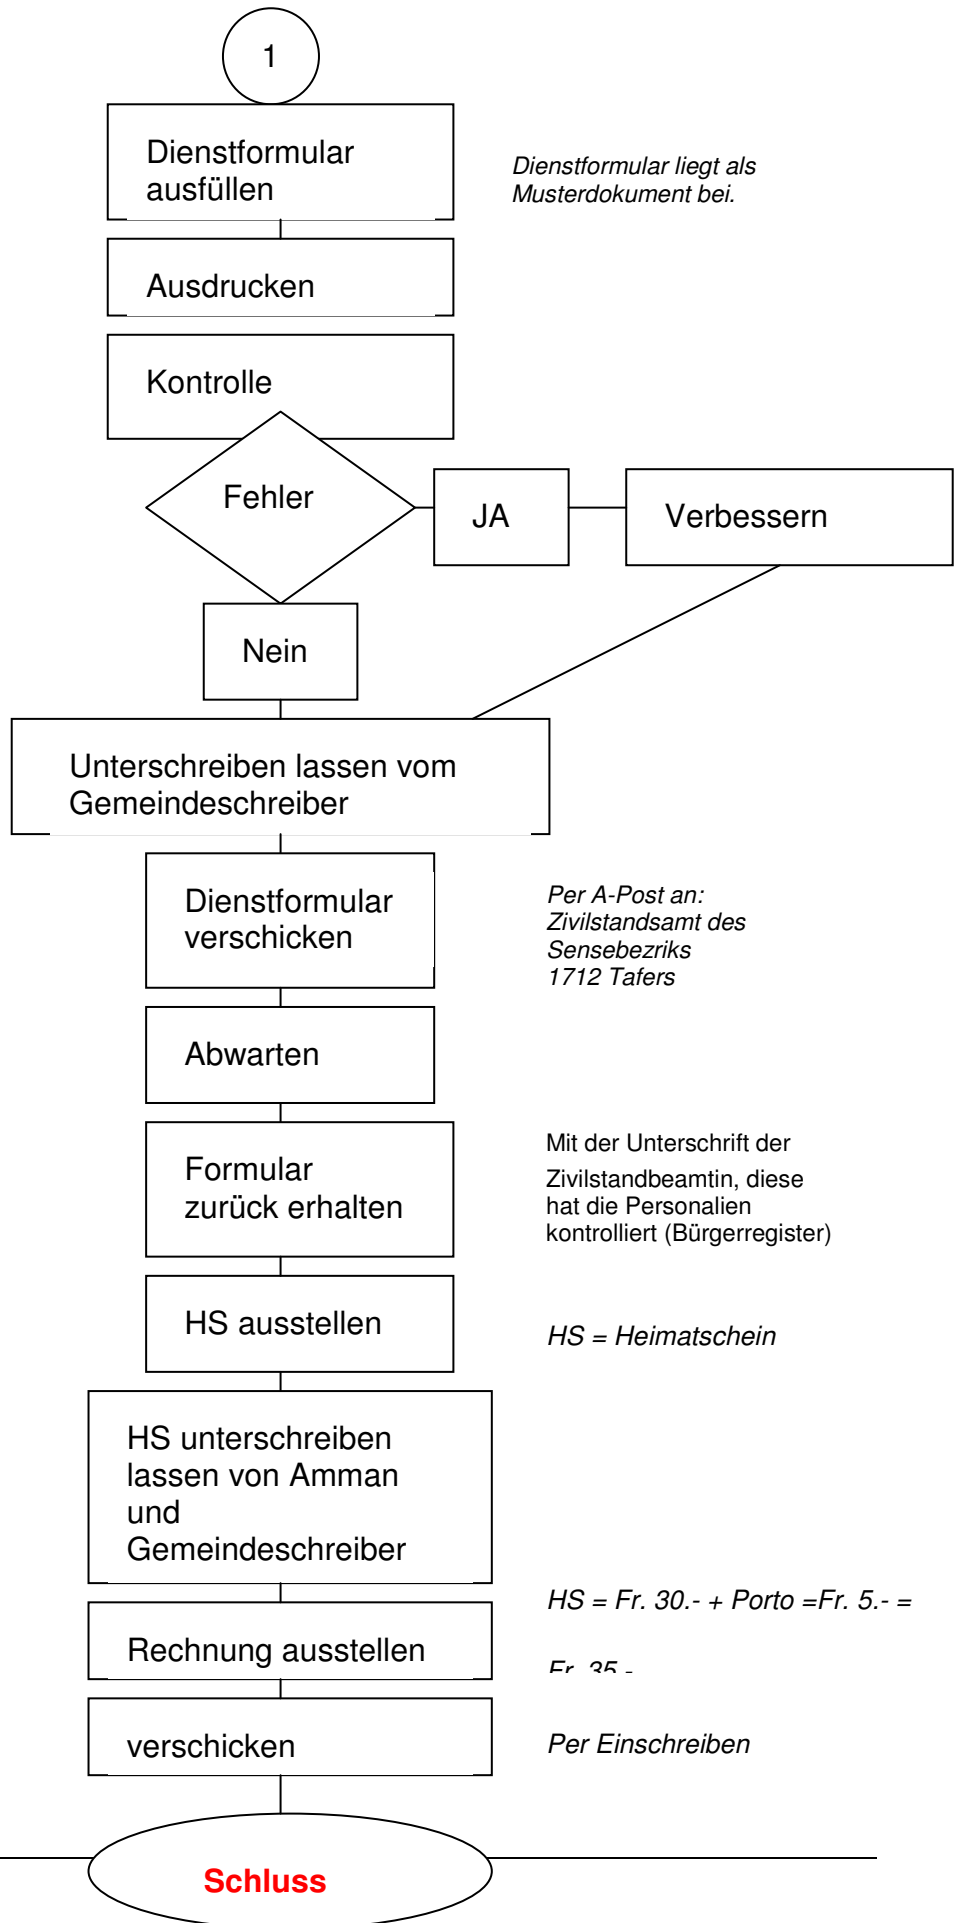 1
Dienstformular
ausfüllen
Dienstformular liegt als
Musterdokument bei.
Ausdrucken
Kontrolle
Fehler
JA
Verbessern
Nein
Unterschreiben lassen vom
Gemeindeschreiber
Dienstformular
verschicken
Per A-Post an:
Zivilstandsamt des
Sensebezriks
1712 Tafers
Abwarten
Formular
zurück erhalten
Mit der Unterschrift der
Zivilstandbeamtin, diese
hat die Personalien
kontrolliert (Bürgerregister)
HS ausstellen
HS = Heimatschein
HS unterschreiben
lassen von Amman
und
Gemeindeschreiber
HS = Fr. 30.- + Porto =Fr. 5.- =
Fr. 35.-
Rechnung ausstellen
verschicken
Per Einschreiben
Schluss